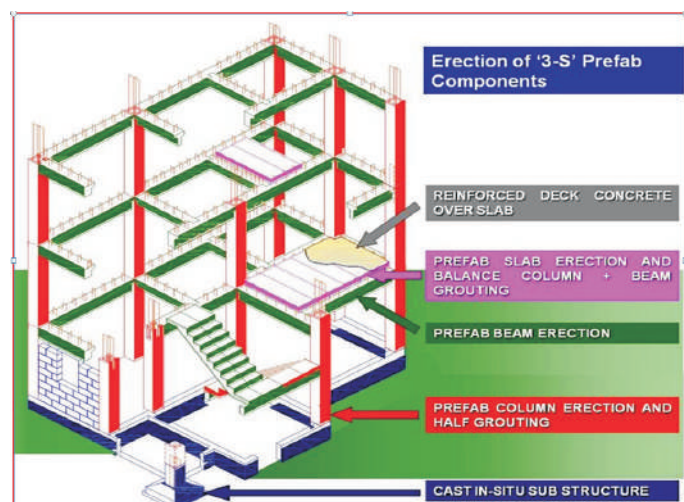 Erection of '3-S' Prefab
Components
REINFORCED DECK CONCRETE
OVER SLAB
PREFAB SLAB ERECTION AND
BALANCE COLUMN + BEAM
GROUTING
PREFAB BEAM ERECTION
PREFAB COLUMN ERECTION AND
HALF GROUTING
CAST IN-SITU SUB STRUCTURE